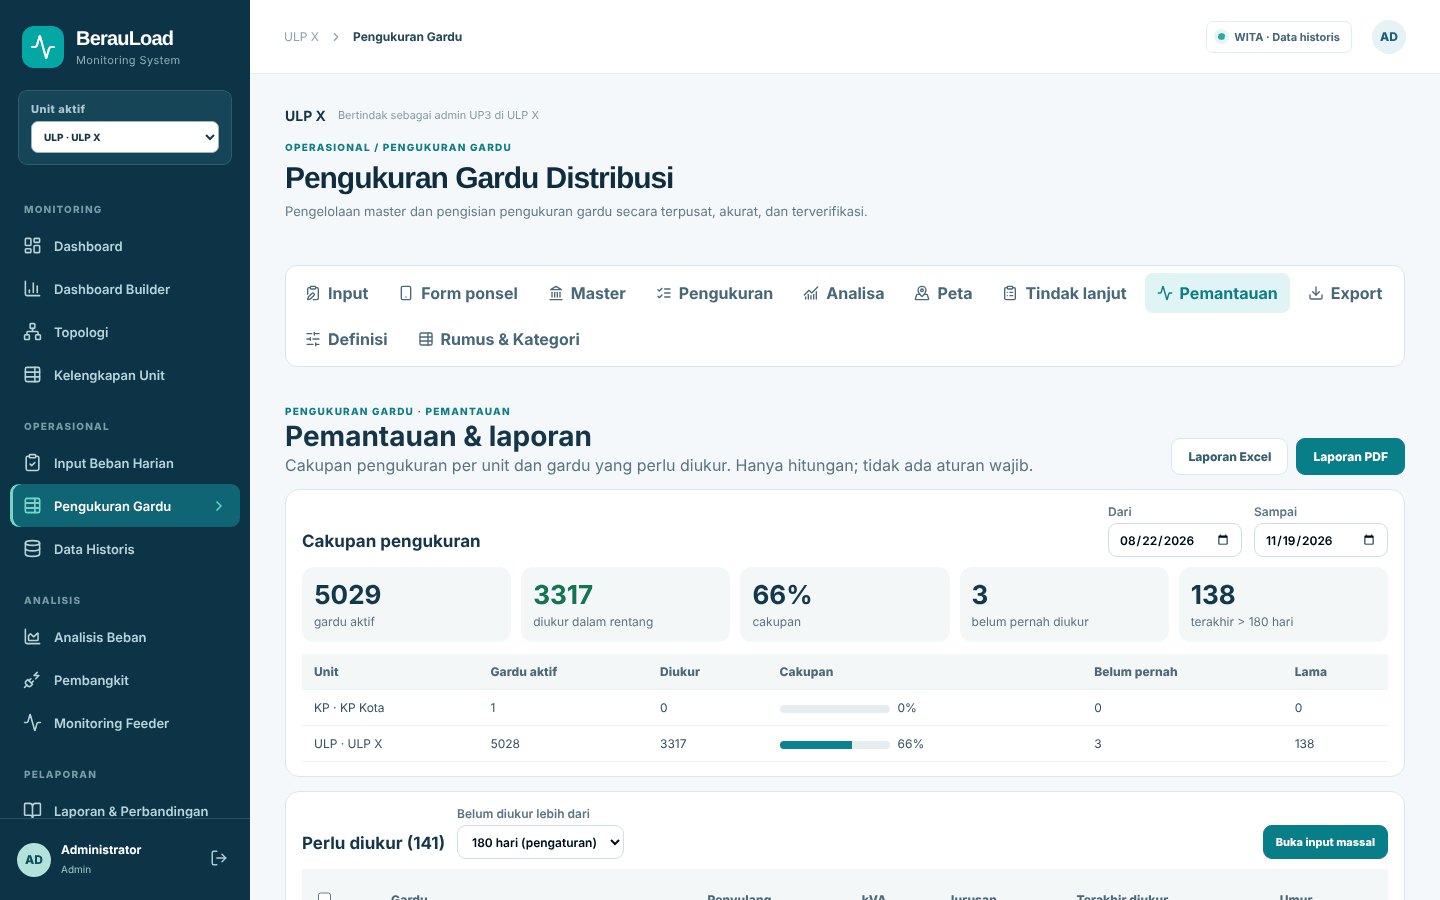 BerauLoad
Monitoring System
Unit aktif
ULP · ULP X
MONITORING
Dashboard
Dashboard Builder
Topologi
Kelengkapan Unit
OPERASIONAL
Input Beban Harian
Pengukuran Gardu
Data Historis
ANALISIS
Analisis Beban
Pembangkit
Monitoring Feeder
PELAPORAN
Laporan & Perbandingan
AD
Administrator
Admin
ULP X > Pengukuran Gardu
WITA · Data historis
AD
ULP X Bertindak sebagai admin UP3 di ULP X
OPERASIONAL / PENGUKURAN GARDU
Pengukuran Gardu Distribusi
Pengelolaan master dan pengisian pengukuran gardu secara terpusat, akurat, dan terverifikasi.
Input Form ponsel Master Pengukuran Analisa Peta Tindak lanjut Pemantauan Export
Definisi Rumus & Kategori
PENGUKURAN GARDU · PEMANTAUAN
Pemantauan & laporan
Cakupan pengukuran per unit dan gardu yang perlu diukur. Hanya hitungan; tidak ada aturan wajib.
Laporan Excel Laporan PDF
Dari Sampai
Cakupan pengukuran 08/22/2026 11/19/2026
5029 3317 66% 3 138
gardu aktif diukur dalam rentang cakupan belum pernah diukur terakhir > 180 hari
Unit Gardu aktif Diukur Cakupan Belum pernah Lama
KP · KP Kota 1 0 0% 0 0
ULP · ULP X 5028 3317 66% 3 138
Belum diukur lebih dari
Perlu diukur (141) 180 hari (pengaturan) Buka input massal
Gardu Penyulang kVA Jurusan Terakhir diukur Umur